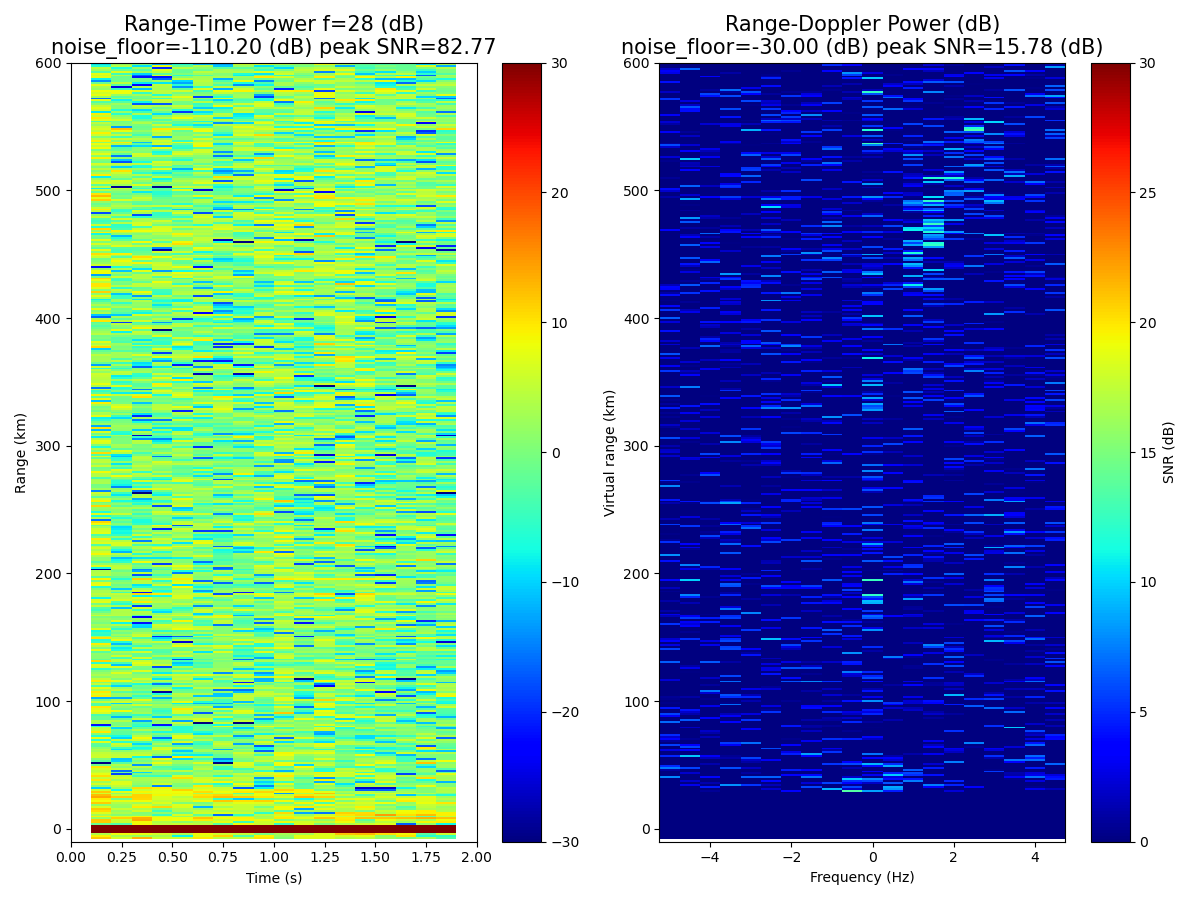 Range-Time Power f=28 (dB)
noise_floor=-110.20 (dB) peak SNR=82.77
Range-Doppler Power (dB)
noise_floor=-30.00 (dB) peak SNR=15.78 (dB)
Range (km)
600
500
400
300
200
100
0
0.00 0.25 0.50 0.75 1.00 1.25 1.50 1.75 2.00
Time (s)
30
20
10
0
−10
−20
−30
Virtual range (km)
600
500
400
300
200
100
0
−4 −2 0 2 4
Frequency (Hz)
30
25
20
15
10
5
0
SNR (dB)